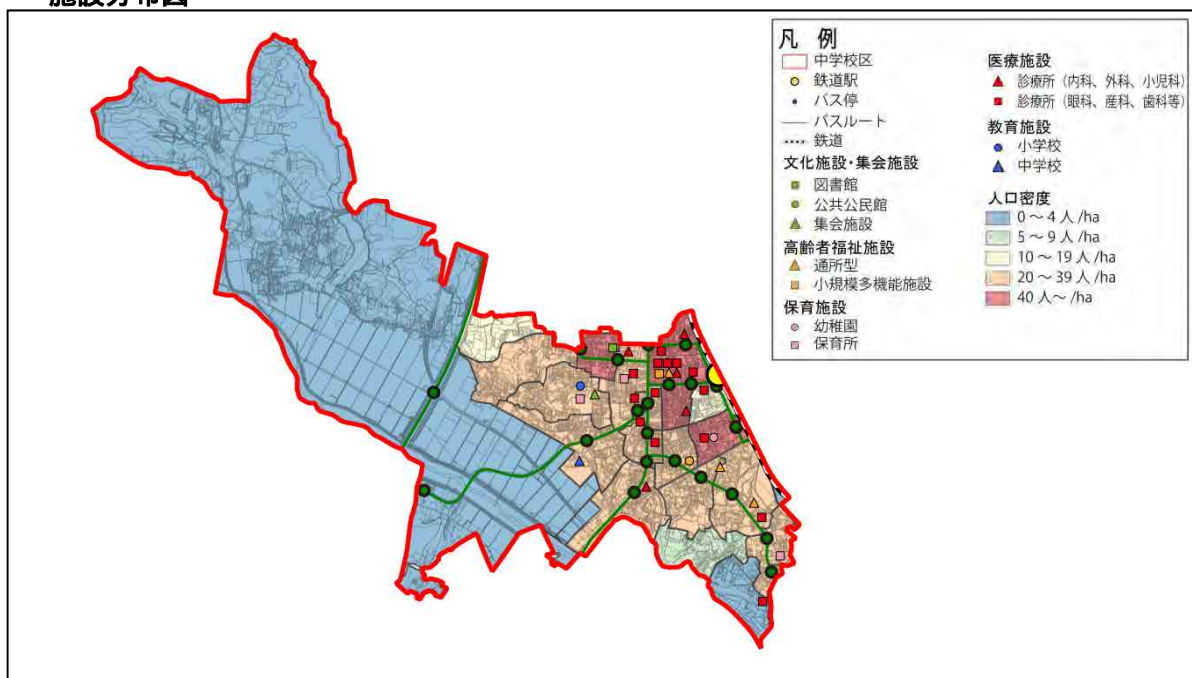 施設分布図
凡 例
中学校区
鉄道駅
バス停
バスルート
鉄道
文化施設・集会施設
図書館
公共公民館
集会施設
高齢者福祉施設
通所型
小規模多機能施設
保育施設
幼稚園
保育所
医療施設
診療所（内科、外科、小児科）
診療所（眼科、産科、歯科等）
教育施設
小学校
中学校
人口密度
0～4人/ha
5～9人/ha
10～19人/ha
20～39人/ha
40人～/ha